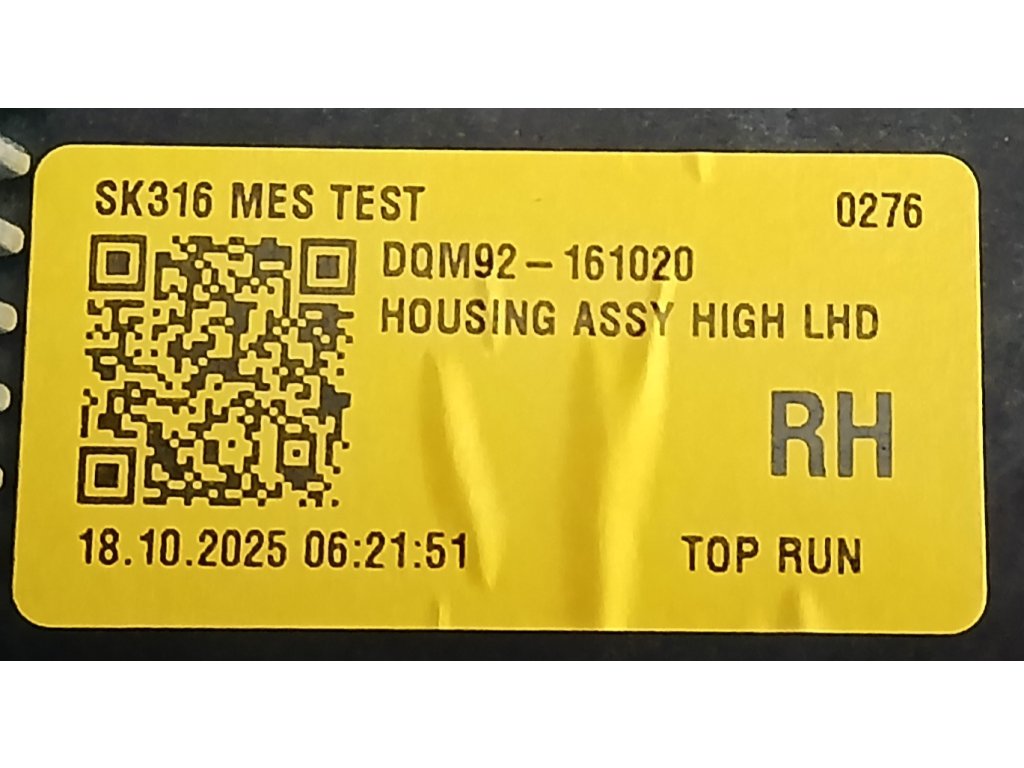 SK316 MES TEST
0276
DQM92-161020
HOUSING ASSY HIGH LHD
RH
18.10.2025 06:21:51
TOP RUN